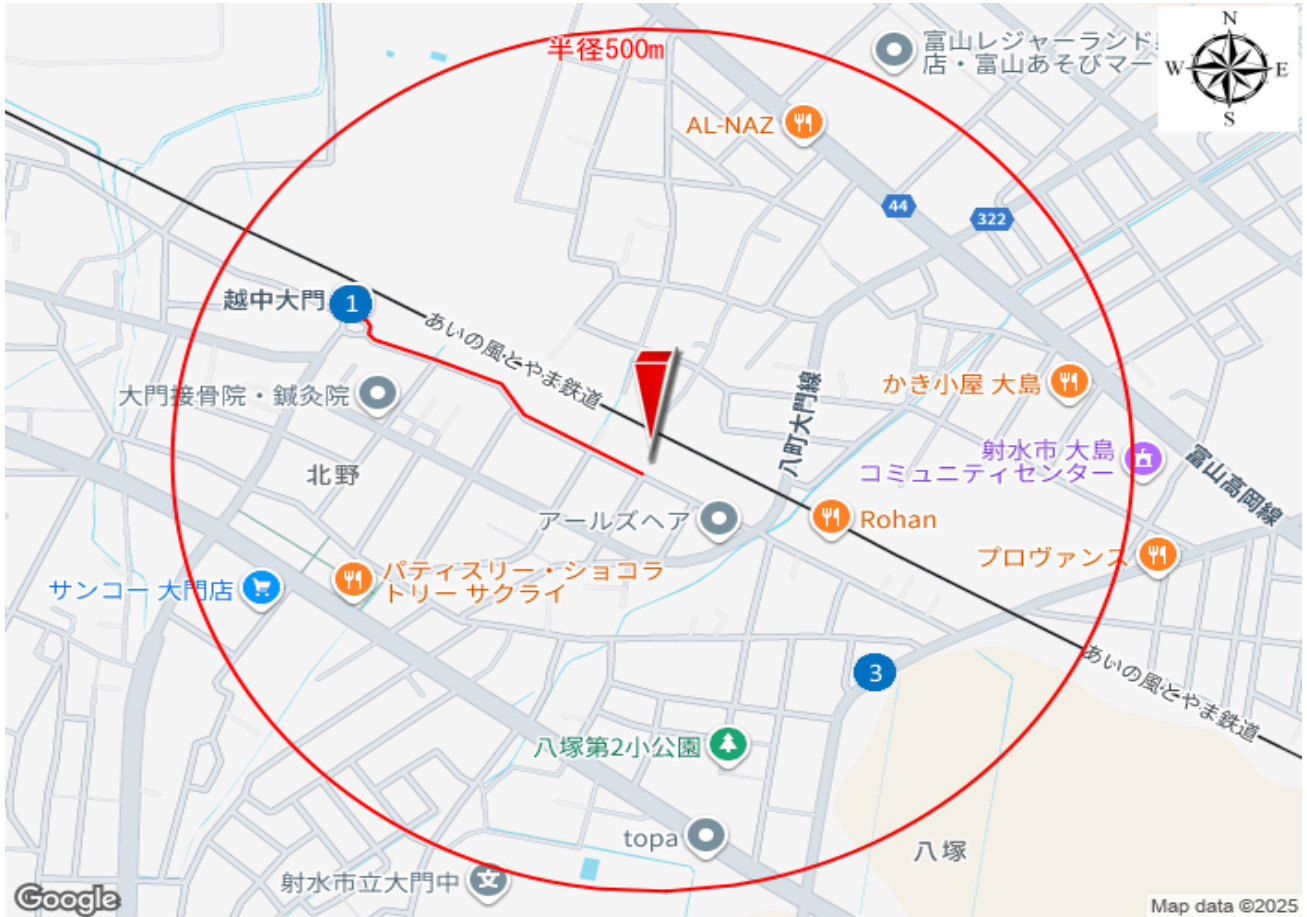 半径500m
富山レジャーランド
店・富山あそびマー
N
W
E
S
AL-NAZ
44
322
越中大門
1
あいの風とやま鉄道
大門接骨院・鍼灸院
八町大門線
かき小屋 大島
射水市 大島
コミュニティセンター
富山高岡線
北野
アールズヘア
Rohan
プロヴァンス
サンコー 大門店
パティスリー・ショコラ
トリー サクライ
3
あいの風とやま鉄道
八塚第2小公園
topa
八塚
射水市立大門中
Google
Map data ©2025